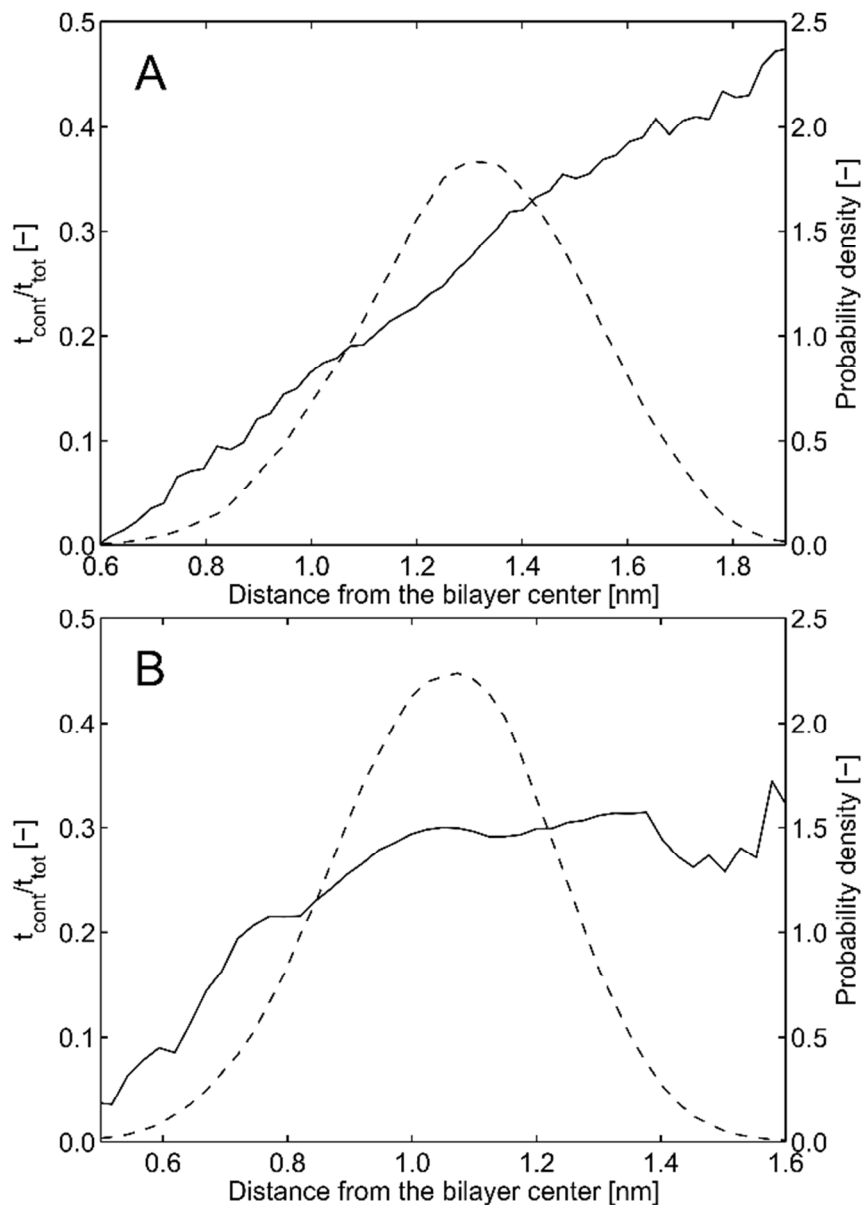 A
0.5
0.4
0.3
0.2
0.1
0.0
t_cont/t_tot [−]
2.5
2.0
1.5
1.0
0.5
0.0
Probability density [−]
0.6 0.8 1.0 1.2 1.4 1.6 1.8
Distance from the bilayer center [nm]
B
0.5
0.4
0.3
0.2
0.1
0.0
t_cont/t_tot [−]
2.5
2.0
1.5
1.0
0.5
0.0
Probability density [−]
0.6 0.8 1.0 1.2 1.4 1.6
Distance from the bilayer center [nm]